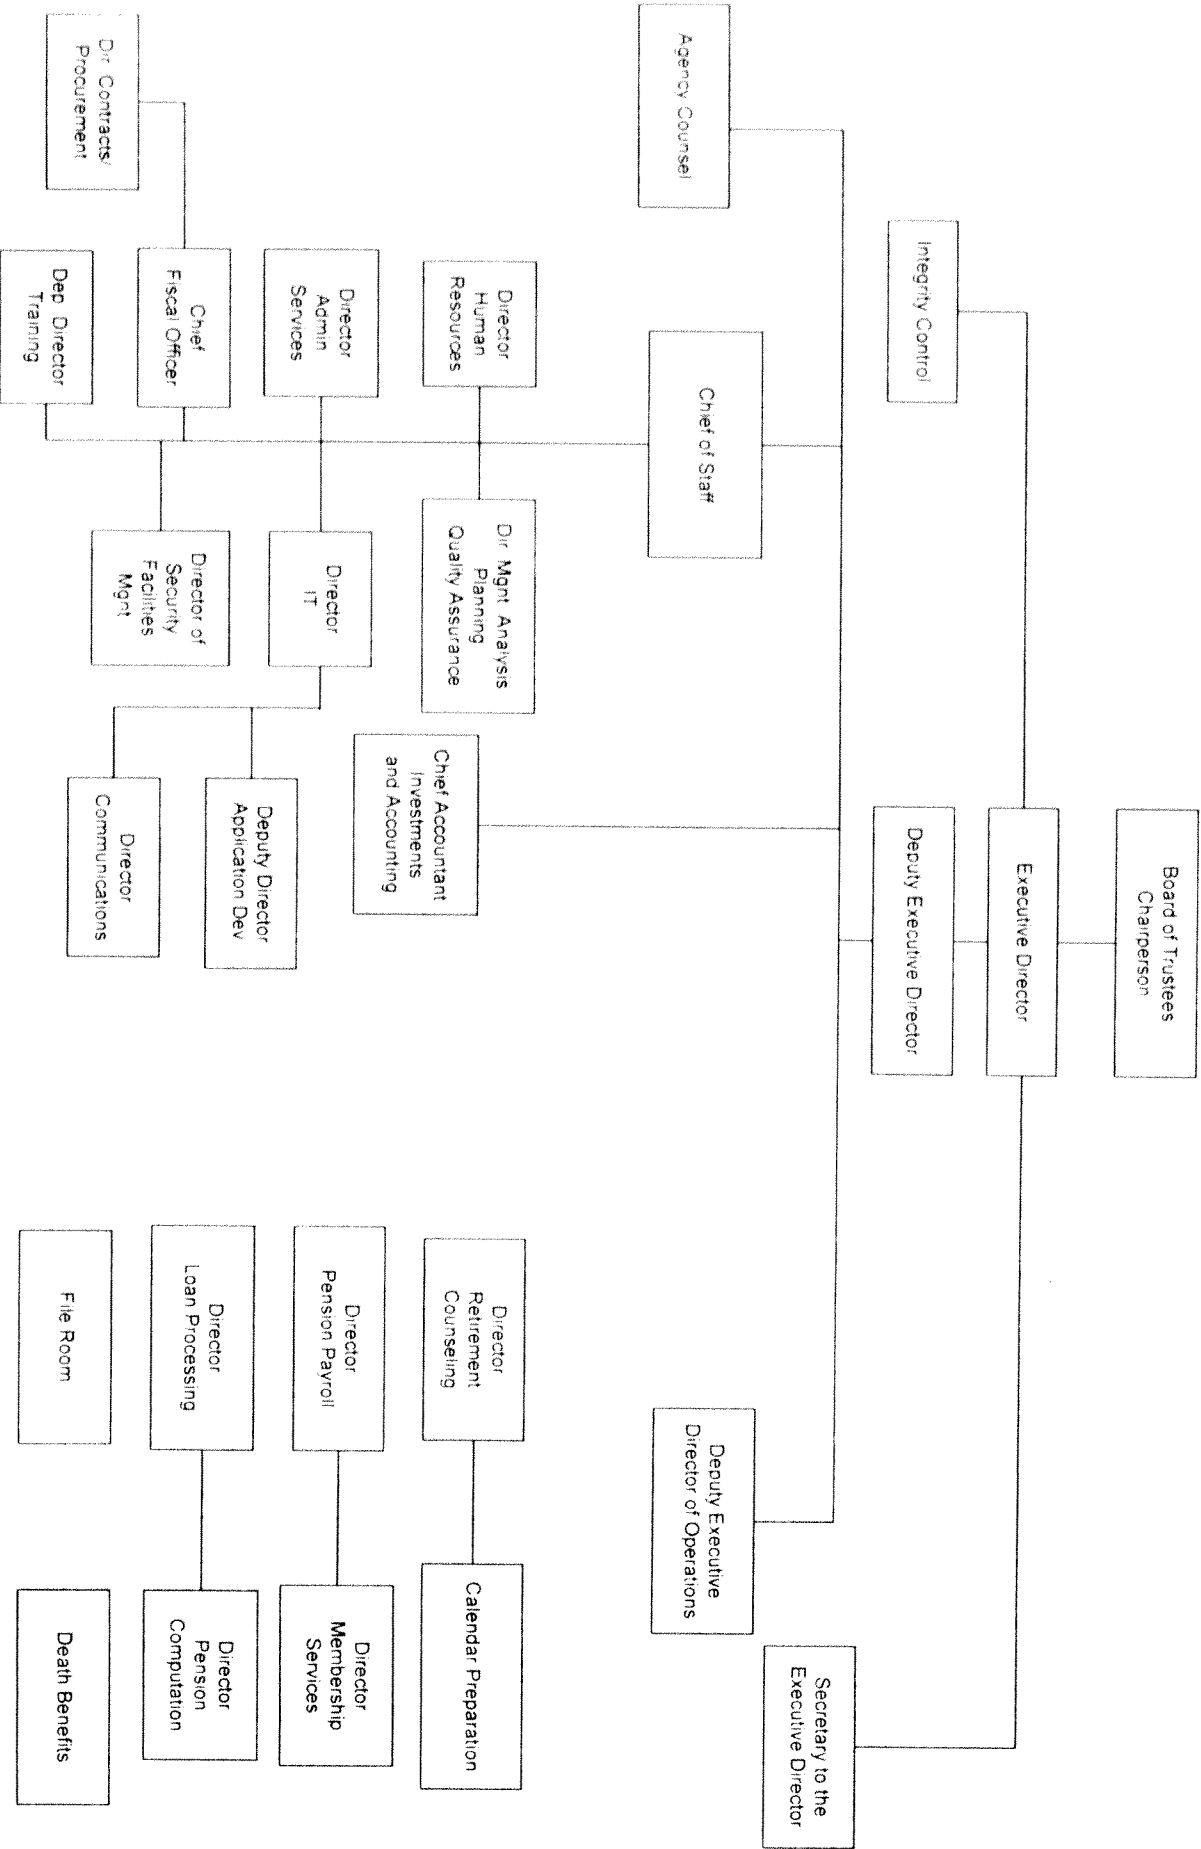 Board of Trustees
Chairperson
Executive Director
Integrity Control
Secretary to the
Executive Director
Deputy Executive Director
Agency Counsel
Chief of Staff
Chief Accountant
Investments
and Accounting
Deputy Executive
Director of Operations
Director
Human
Resources
Dir Mgnt Analysis
Planning
Quality Assurance
Director
Admin
Services
Director
IT
Chief
Fiscal Officer
Director of
Security
Facilities
Mgnt
Dep Director
Training
Dir Contracts/
Procurement
Deputy Director
Application Dev
Director
Communications
Director
Retirement
Counseling
Calendar Preparation
Director
Pension Payroll
Director
Membership
Services
Director
Loan Processing
Director
Pension
Computation
File Room
Death Benefits